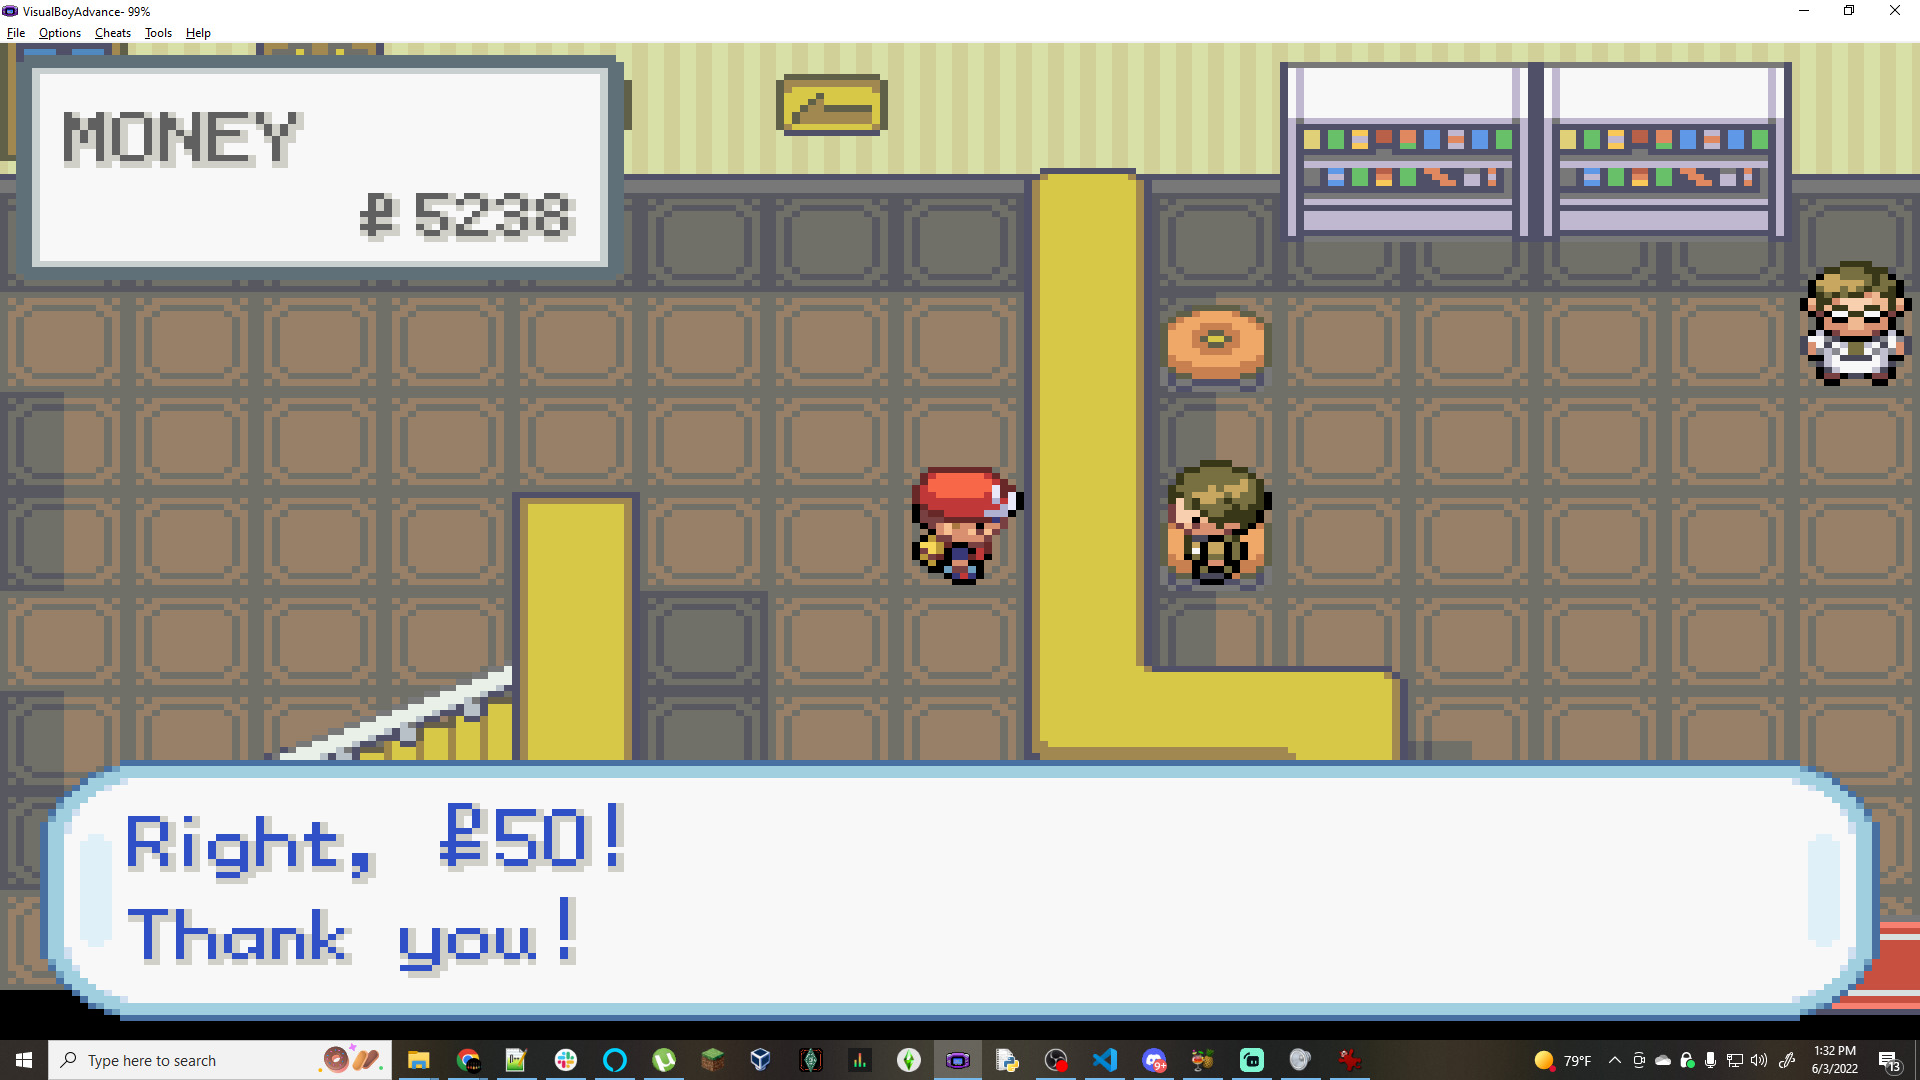 VisualBoyAdvance- 99%
File Options Cheats Tools Help
MONEY
₽ 5238
Right, ₽50!
Thank you!
Type here to search
9+
79°F
1:32 PM
6/3/2022
13